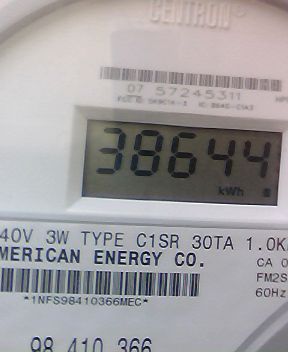 CENTRON®
07 57245311
38644
kWh
40V 3W TYPE C1SR 30TA 1.0K
MERICAN ENERGY CO.
CA 0
FM2S
60Hz
*1NFS98410366MEC*
98 410 366